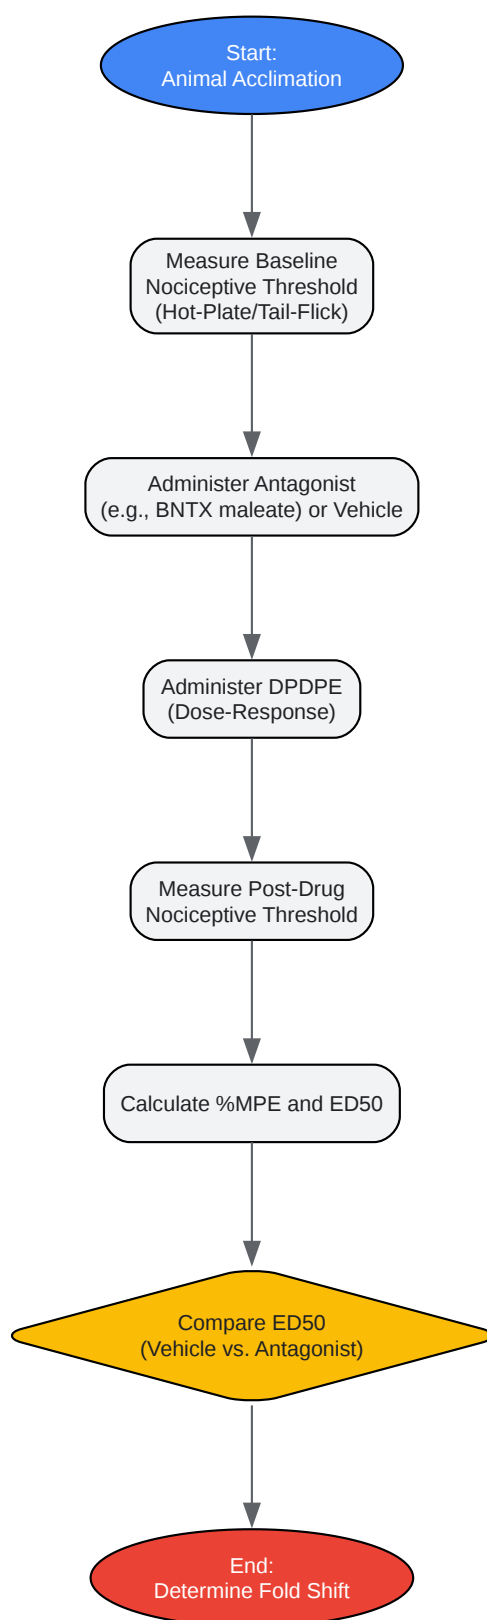 Start:
Animal Acclimation
Measure Baseline
Nociceptive Threshold
(Hot-Plate/Tail-Flick)
Administer Antagonist
(e.g., BNTX maleate) or Vehicle
Administer DPDPE
(Dose-Response)
Measure Post-Drug
Nociceptive Threshold
Calculate %MPE and ED50
Compare ED50
(Vehicle vs. Antagonist)
End:
Determine Fold Shift